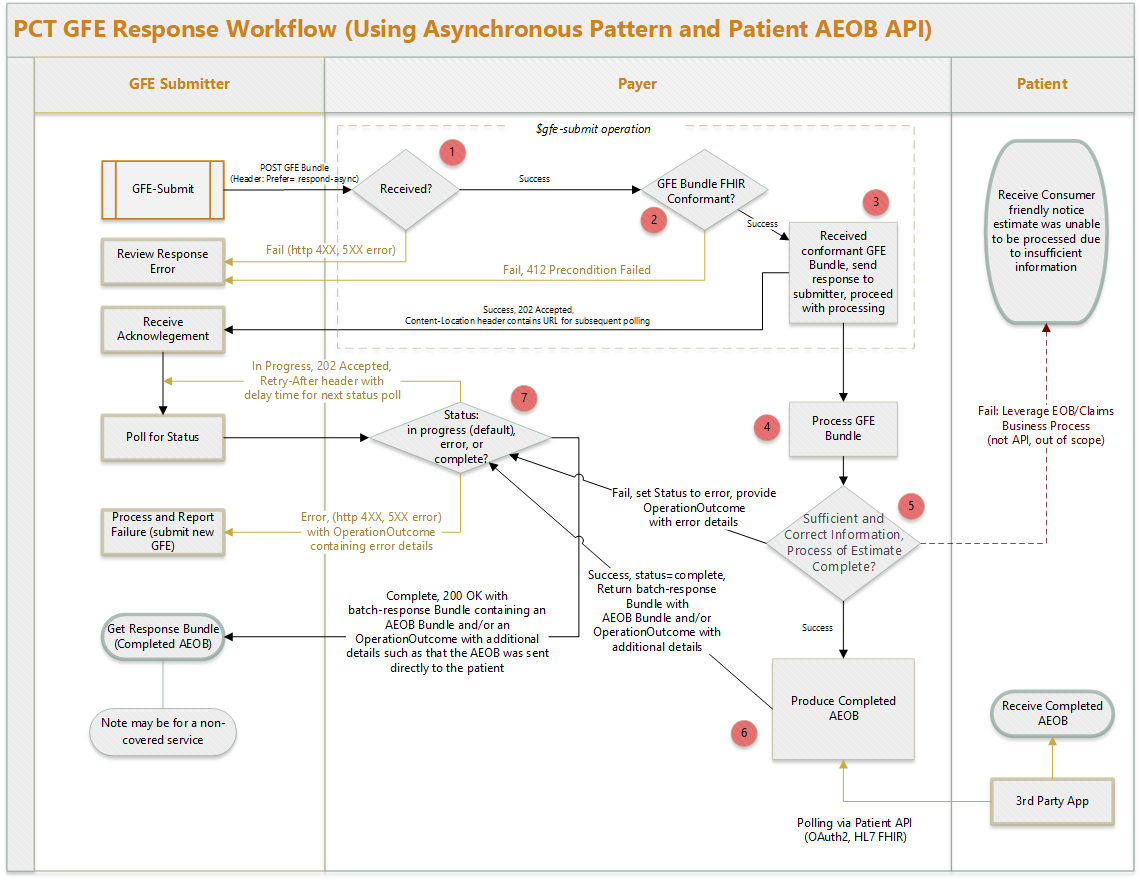 PCT GFE Response Workflow (Using Asynchronous Pattern and Patient AEOB API)
GFE Submitter
Payer
Patient
$gfe-submit operation
GFE-Submit
POST GFE Bundle
(Header: Prefer= respond-async)
Received?
1
Success
GFE Bundle FHIR
Conformant?
2
Success
3
Received
conformant GFE
Bundle, send
response to
submitter, proceed
with processing
Receive Consumer
friendly notice
estimate was unable
to be processed due
to insufficient
information
Review Response
Error
Fail (http 4XX, 5XX error)
Fail, 412 Precondition Failed
Receive
Acknowlegement
Success, 202 Accepted,
Content-Location header contains URL for subsequent polling
In Progress, 202 Accepted,
Retry-After header with
delay time for next status poll
Poll for Status
Status:
in progress (default),
error, or
complete?
7
4
Process GFE
Bundle
Fail: Leverage EOB/Claims
Business Process
(not API, out of scope)
Fail, set Status to error, provide
OperationOutcome
with error details
5
Sufficient and
Correct Information,
Process of Estimate
Complete?
Process and Report
Failure (submit new
GFE)
Error, (http 4XX, 5XX error)
with OperationOutcome
containing error details
Success, status=complete,
Return batch-response
Bundle with
AEOB Bundle and/or
OperationOutcome with
additional details
Complete, 200 OK with
batch-response Bundle containing an
AEOB Bundle and/or an
OperationOutcome with additional
details such as that the AEOB was sent
directly to the patient
Get Response Bundle
(Completed AEOB)
Success
Note may be for a non-
covered service
Produce Completed
AEOB
6
Receive Completed
AEOB
3rd Party App
Polling via Patient API
(OAuth2, HL7 FHIR)